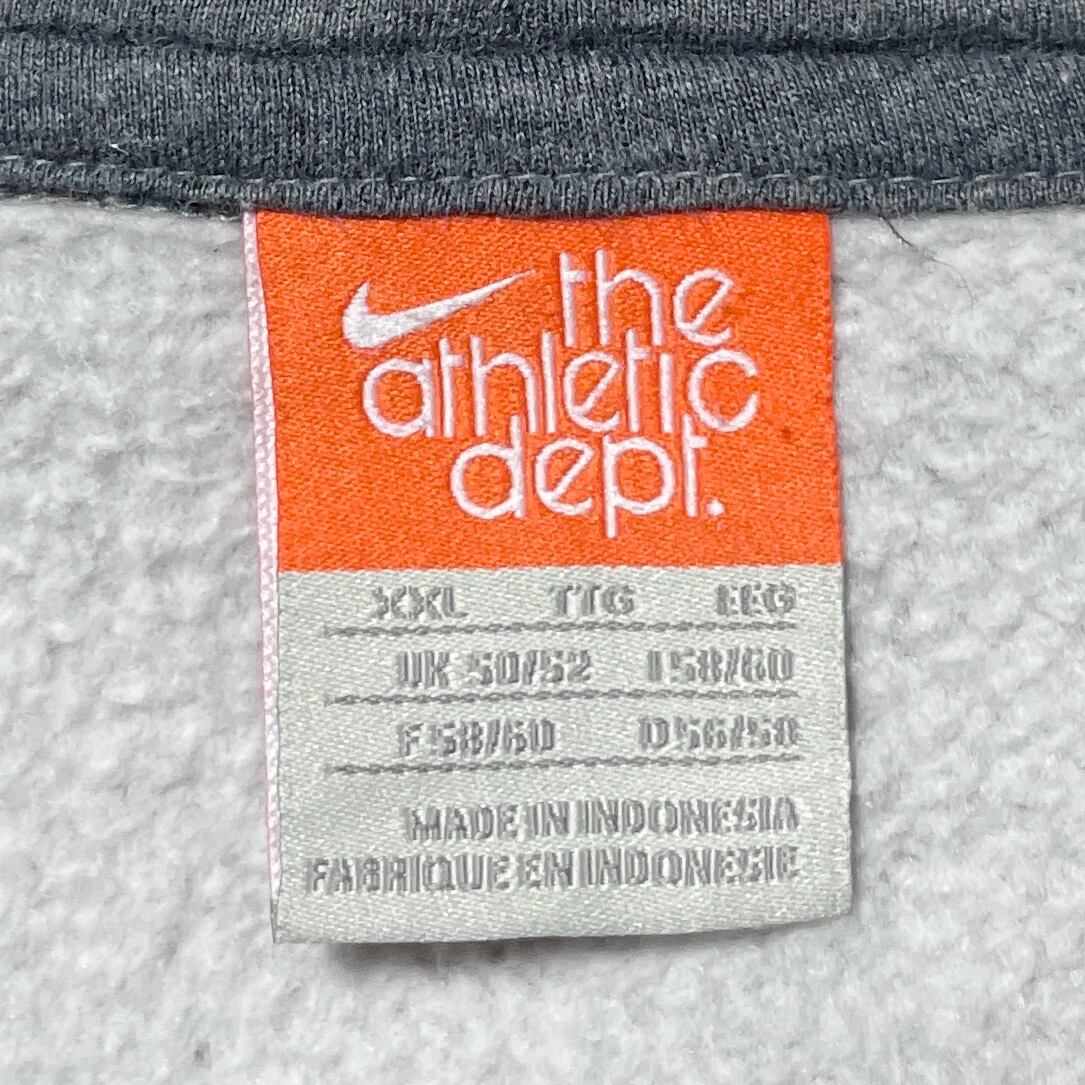 the
athletic
dept.
XXL TTG EEG
UK 50/52 I 58/60
F 58/60 D 56/58
MADE IN INDONESIA
FABRIQUE EN INDONESIE